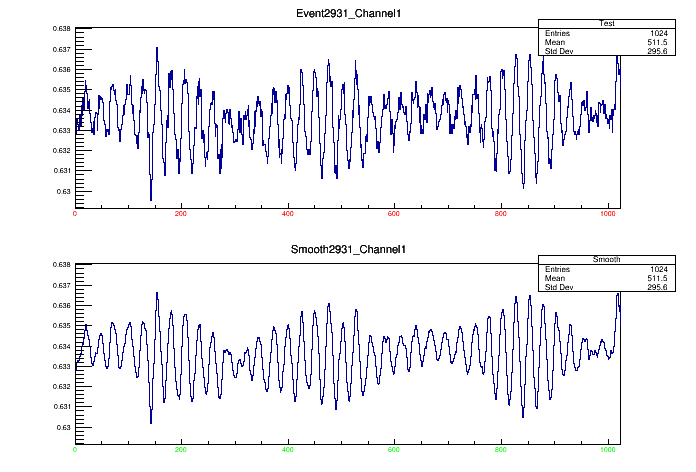 Event2931_Channel1
Test
Entries 1024
Mean 511.5
Std Dev 295.6
0.638
0.637
0.636
0.635
0.634
0.633
0.632
0.631
0.63
0 200 400 600 800 1000
Smooth2931_Channel1
Smooth
Entries 1024
Mean 511.5
Std Dev 295.6
0.638
0.637
0.636
0.635
0.634
0.633
0.632
0.631
0.63
0 200 400 600 800 1000